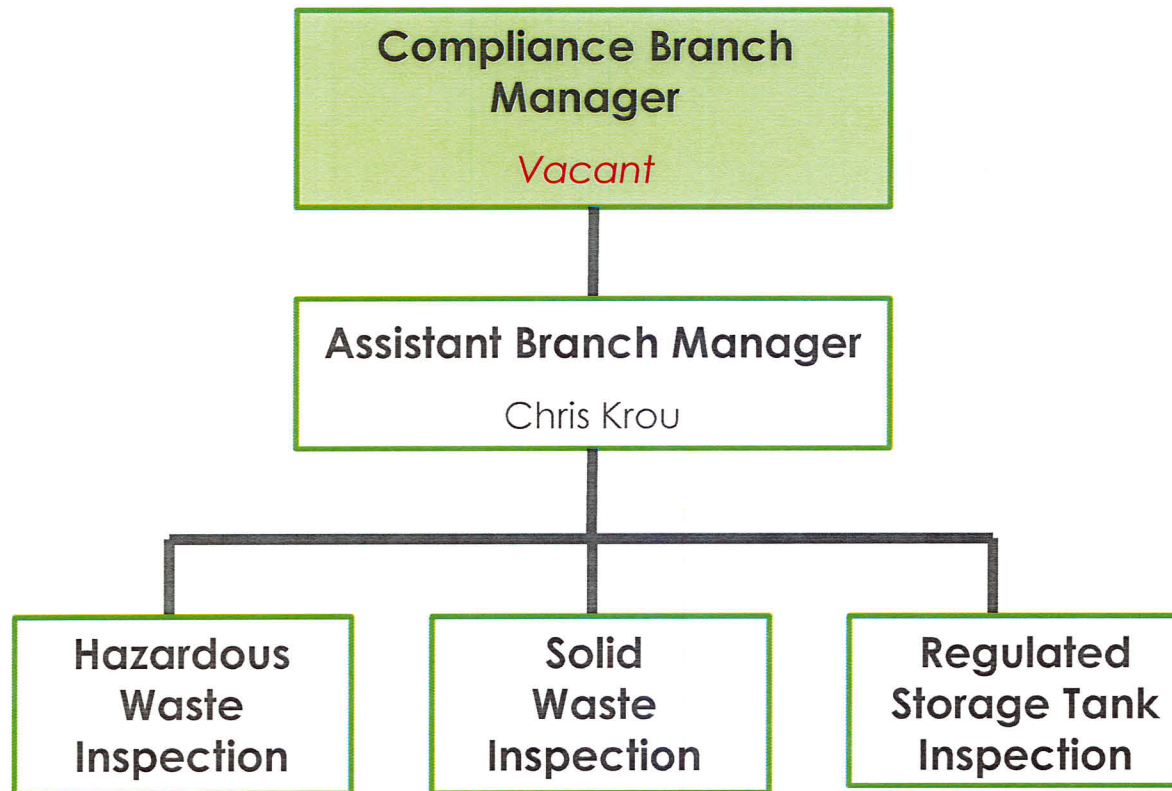 Compliance Branch
Manager
Vacant
Assistant Branch Manager
Chris Krou
Hazardous
Waste
Inspection
Solid
Waste
Inspection
Regulated
Storage Tank
Inspection